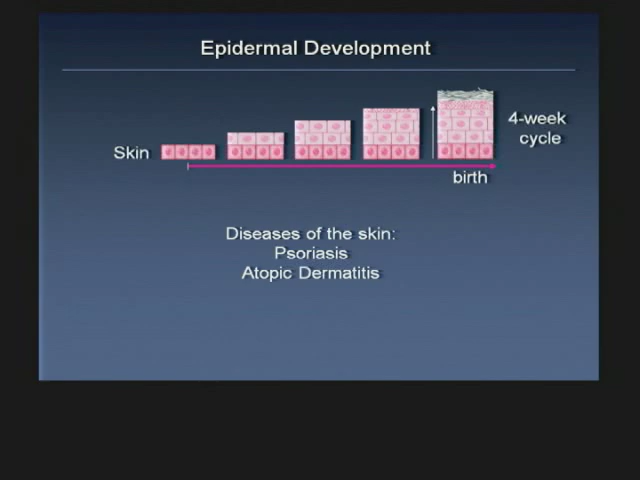 Epidermal Development
Skin
4-week
cycle
birth
Diseases of the skin:
Psoriasis
Atopic Dermatitis